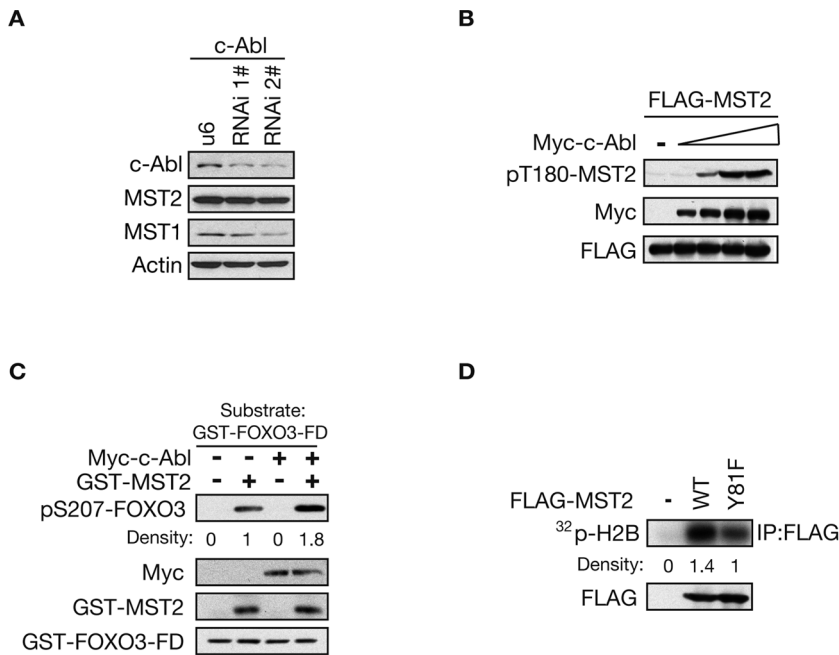 A
c-Abl
u6
RNAi 1#
RNAi 2#
c-Abl
MST2
MST1
Actin
B
FLAG-MST2
Myc-c-Abl -
pT180-MST2
Myc
FLAG
C
Substrate:
GST-FOXO3-FD
Myc-c-Abl - - + +
GST-MST2 - + - +
pS207-FOXO3
Density: 0 1 0 1.8
Myc
GST-MST2
GST-FOXO3-FD
D
FLAG-MST2 - WT Y81F
³²p-H2B IP:FLAG
Density: 0 1.4 1
FLAG